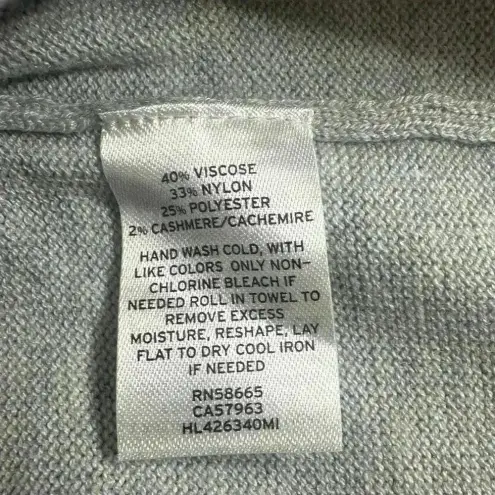 40% VISCOSE
33% NYLON
25% POLYESTER
2% CASHMERE/CACHEMIRE
HAND WASH COLD, WITH
LIKE COLORS ONLY NON-
CHLORINE BLEACH IF
NEEDED ROLL IN TOWEL TO
REMOVE EXCESS
MOISTURE, RESHAPE, LAY
FLAT TO DRY COOL IRON
IF NEEDED
RN58665
CA57963
HL426340MI